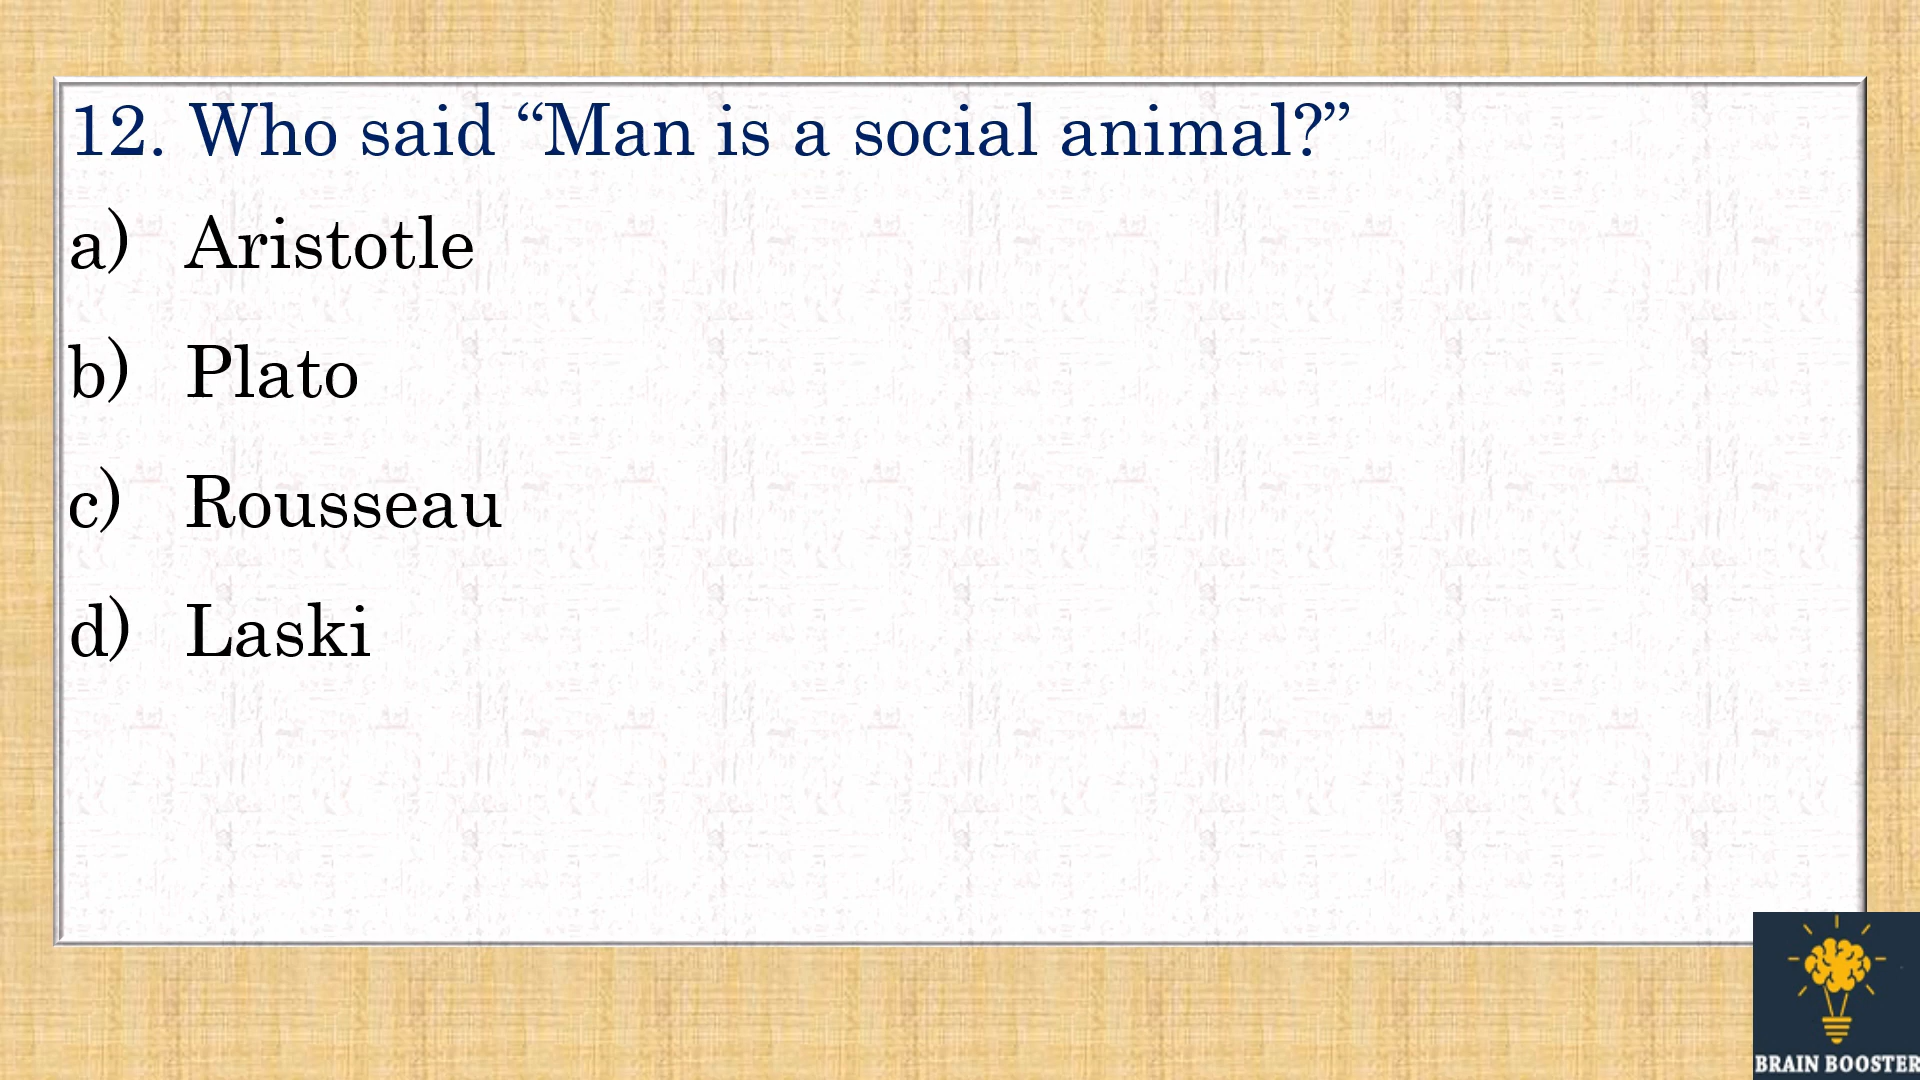 12. Who said “Man is a social animal?”
a) Aristotle
b) Plato
c) Rousseau
d) Laski
BRAIN BOOSTER